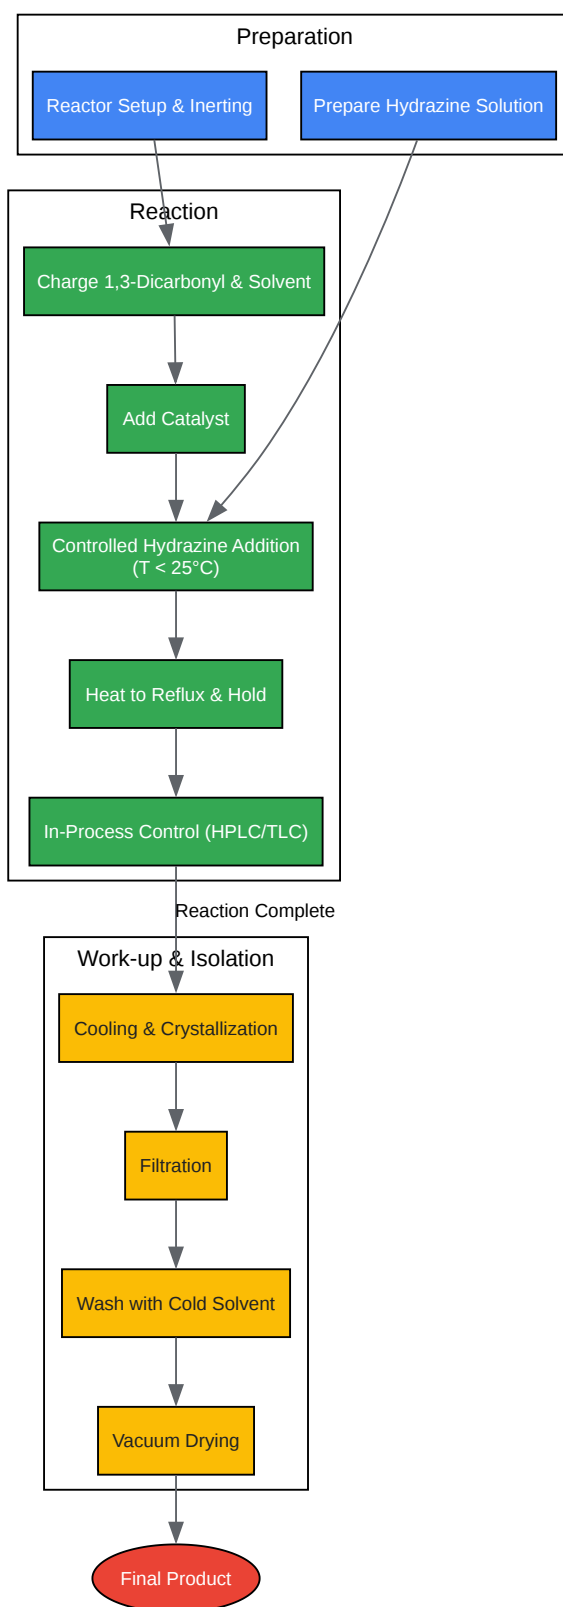 Preparation
Reactor Setup & Inerting
Prepare Hydrazine Solution
Reaction
Charge 1,3-Dicarbonyl & Solvent
Add Catalyst
Controlled Hydrazine Addition
(T < 25°C)
Heat to Reflux & Hold
In-Process Control (HPLC/TLC)
Reaction Complete
Work-up & Isolation
Cooling & Crystallization
Filtration
Wash with Cold Solvent
Vacuum Drying
Final Product